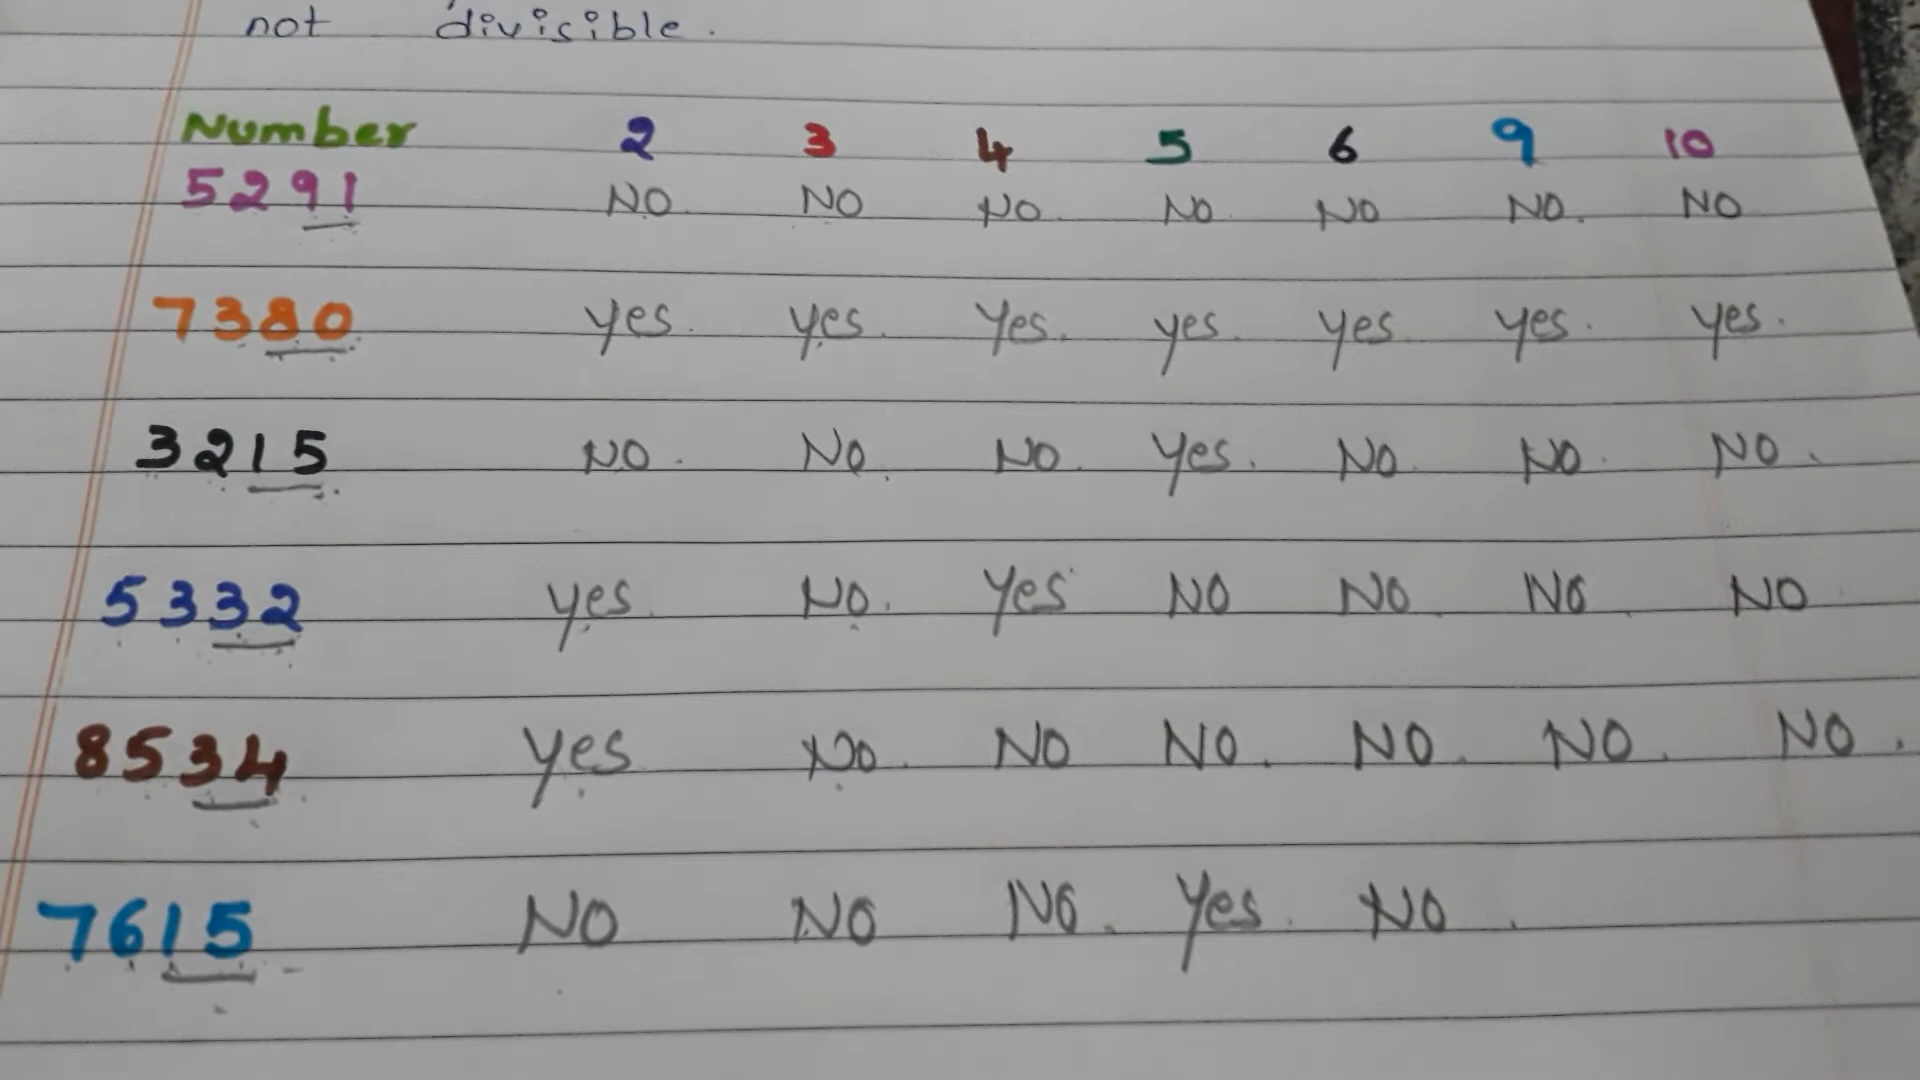 not divisible.
Number 2 3 4 5 6 9 10
5291 NO NO NO. NO NO NO. NO
7380 yes. yes. yes. yes. yes. yes. yes.
3215 NO. NO. NO. yes. NO. NO. NO.
5332 yes. NO. yes NO NO. NO. NO
8534 yes NO. NO NO. NO. NO. NO.
7615 NO NO NO. yes. NO.